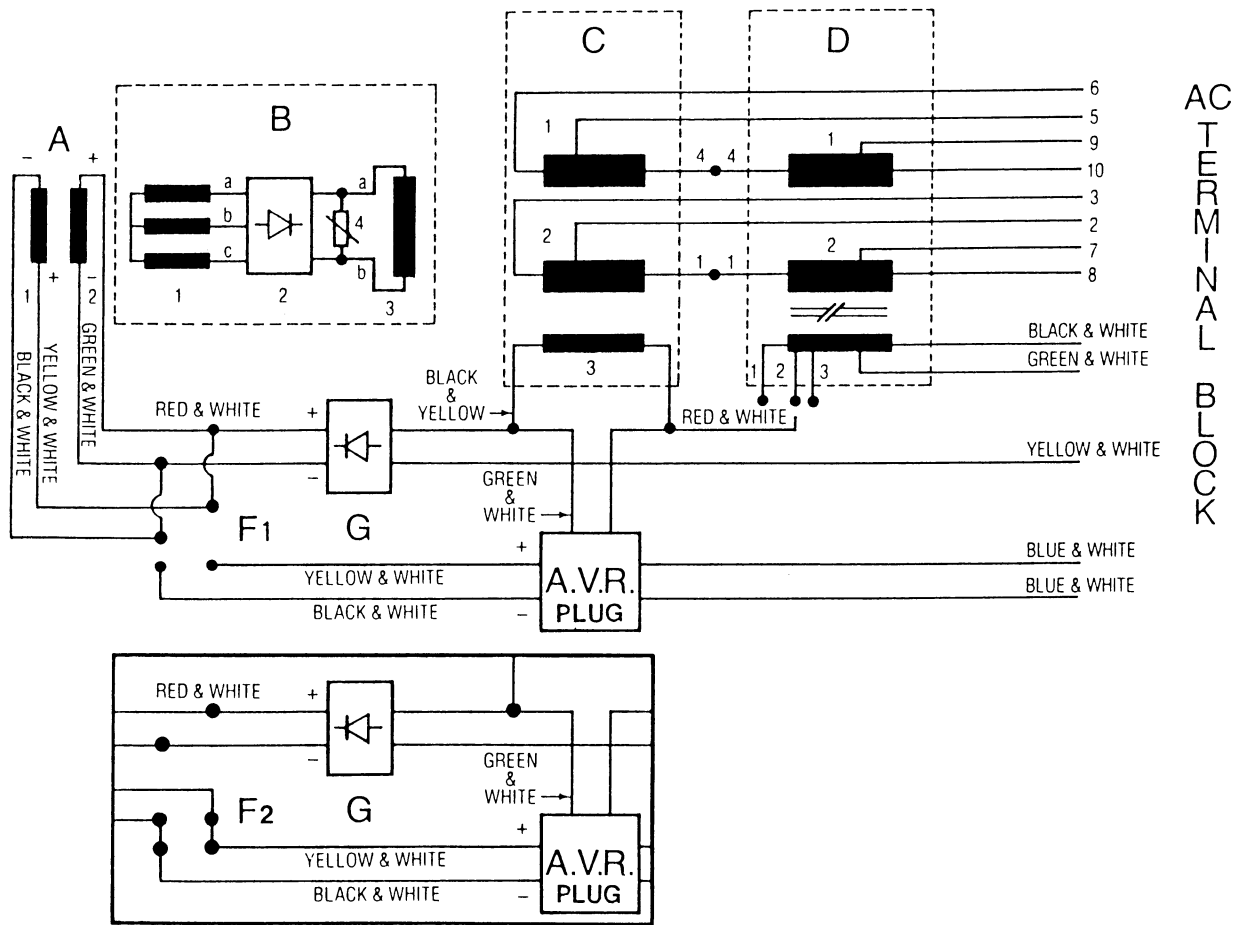 C
D
A
B
- +
1
5
6
9
10
4 4
1
3
2
7
8
1 1
2
2
a
b
c
a
b
4
1
2
3
+
-
1
2
BLACK & WHITE
YELLOW & WHITE
GREEN & WHITE
3
1
2
3
BLACK & WHITE
GREEN & WHITE
AC TERMINAL BLOCK
BLACK
&
YELLOW
RED & WHITE
RED & WHITE
+
−
YELLOW & WHITE
GREEN
&
WHITE
F1
G
+
A.V.R.
PLUG
−
YELLOW & WHITE
BLACK & WHITE
BLUE & WHITE
BLUE & WHITE
RED & WHITE
+
−
GREEN
&
WHITE
F2
G
+
A.V.R.
PLUG
−
YELLOW & WHITE
BLACK & WHITE